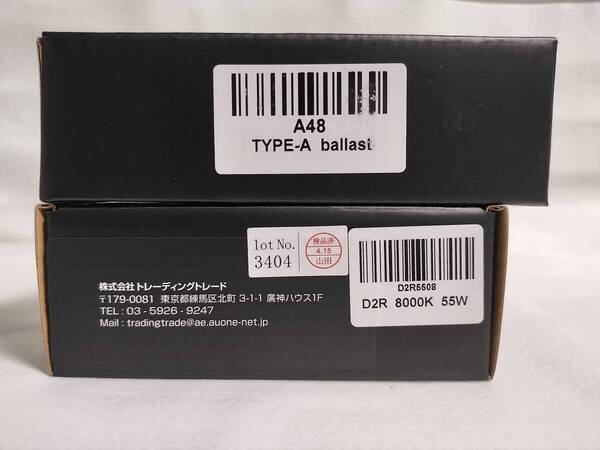 A48
TYPE-A ballast
lot No.
3404
検品済
4.15
山田
D2R5508
D2R 8000K 55W
株式会社トレーディングトレード
〒179-0081 東京都練馬区北町 3-1-1 廣神ハウス1F
TEL : 03 - 5926 - 9247
Mail : tradingtrade@ae.auone-net.jp